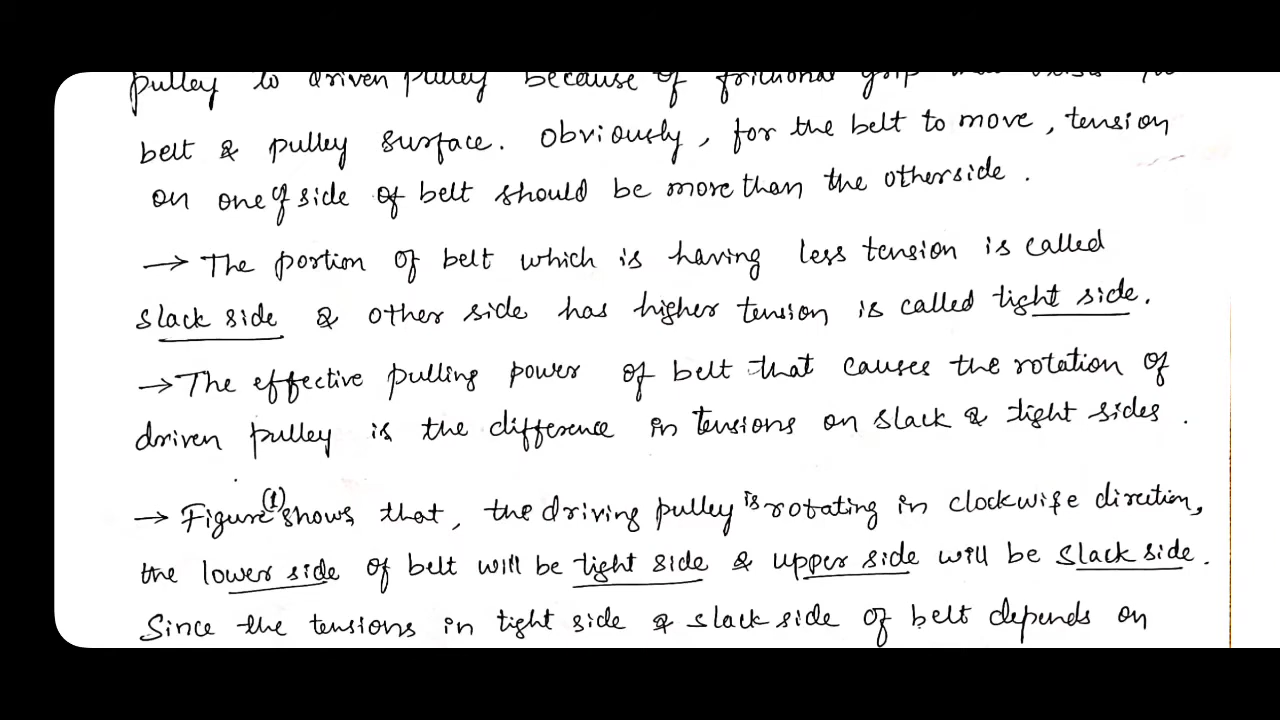 pulley to driven pulley because of frictional grip
belt & pulley surface. Obviously, for the belt to move, tension
on one of side of belt should be more than the otherside.
→ The portion of belt which is having less tension is called
slack side & other side has higher tension is called tight side.
→ The effective pulling power of belt that causes the rotation of
driven pulley is the difference in tensions on slack & tight sides.
→ Figure (1) shows that, the driving pulley is rotating in clockwise direction,
the lower side of belt will be tight side & upper side will be slack side.
Since the tensions in tight side & slack side of belt depends on